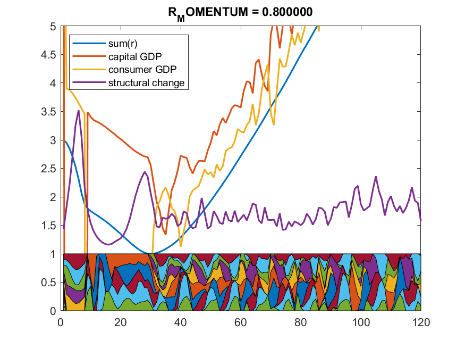 R_MOMENTUM = 0.800000
sum(r)
capital GDP
consumer GDP
structural change
5
4.5
4
3.5
3
2.5
2
1.5
1
0.5
0
0 20 40 60 80 100 120